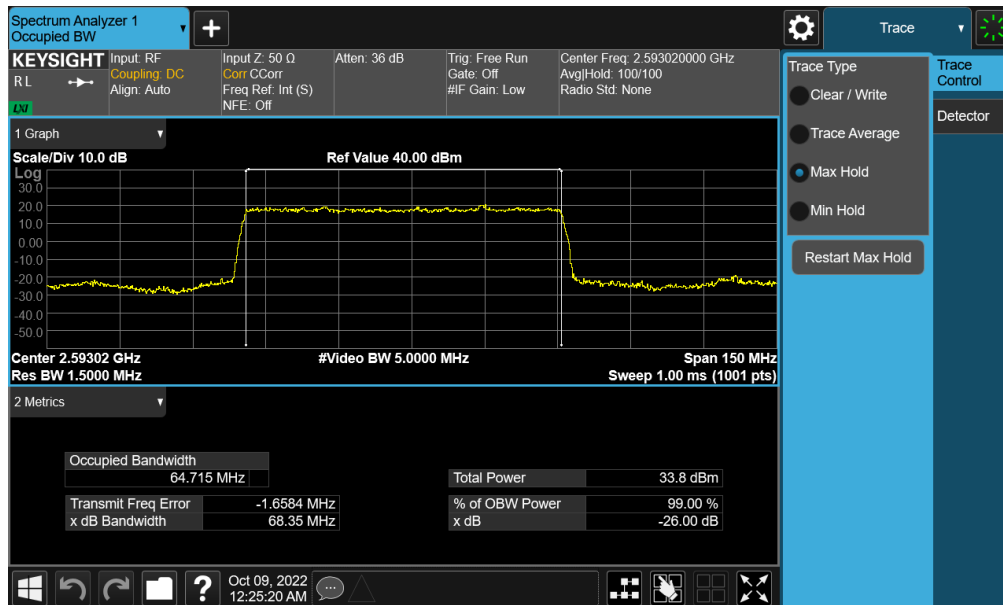 Spectrum Analyzer 1
Occupied BW
+
Trace
KEYSIGHT
R L
LXI
Input: RF
Coupling: DC
Align: Auto
Input Z: 50 Ω
Corr CCorr
Freq Ref: Int (S)
NFE: Off
Atten: 36 dB
Trig: Free Run
Gate: Off
#IF Gain: Low
Center Freq: 2.593020000 GHz
Avg|Hold: 100/100
Radio Std: None
1 Graph
Scale/Div 10.0 dB
Ref Value 40.00 dBm
Log
30.0
20.0
10.0
0.00
-10.0
-20.0
-30.0
-40.0
-50.0
Center 2.59302 GHz
#Video BW 5.0000 MHz
Span 150 MHz
Res BW 1.5000 MHz
Sweep 1.00 ms (1001 pts)
2 Metrics
Occupied Bandwidth
64.715 MHz
Total Power 33.8 dBm
Transmit Freq Error -1.6584 MHz
% of OBW Power 99.00 %
x dB Bandwidth 68.35 MHz
x dB -26.00 dB
Trace Type
Clear / Write
Trace Average
Max Hold
Min Hold
Restart Max Hold
Trace
Control
Detector
?
Oct 09, 2022
12:25:20 AM